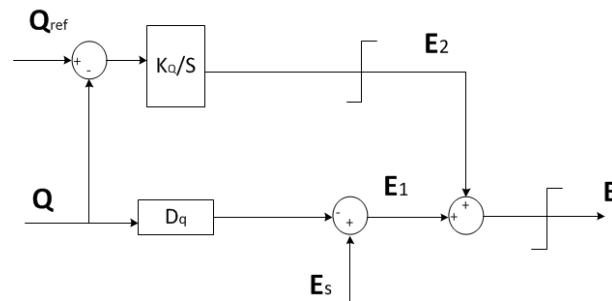 Qref
+
-
KQ/S
E2
Q
Dq
-
+
E1
+
+
E
Es